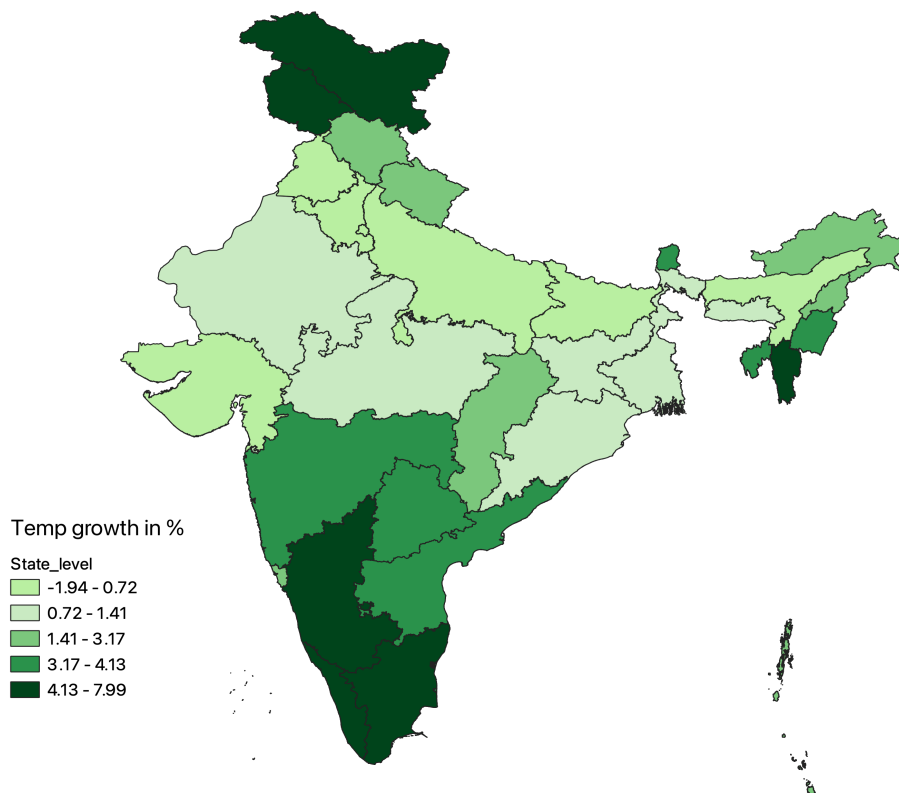 Temp growth in %
State_level
-1.94 - 0.72
0.72 - 1.41
1.41 - 3.17
3.17 - 4.13
4.13 - 7.99